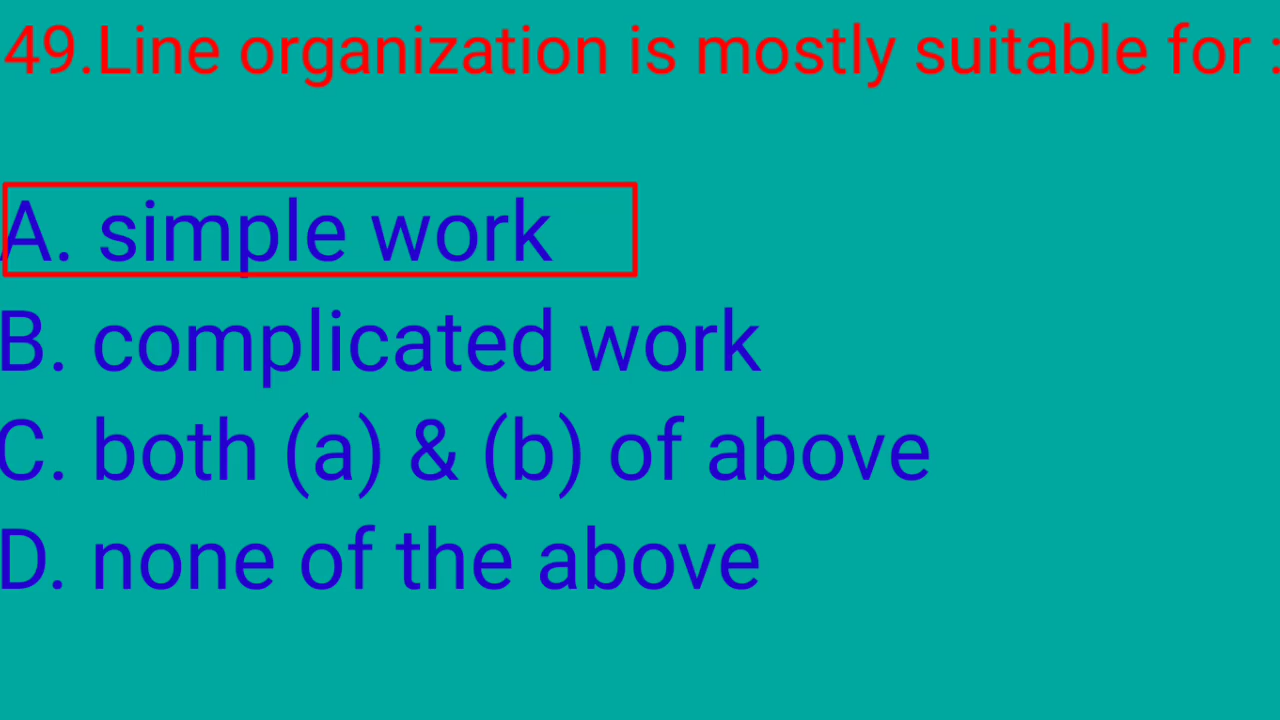 49.Line organization is mostly suitable for :
A. simple work
B. complicated work
C. both (a) & (b) of above
D. none of the above